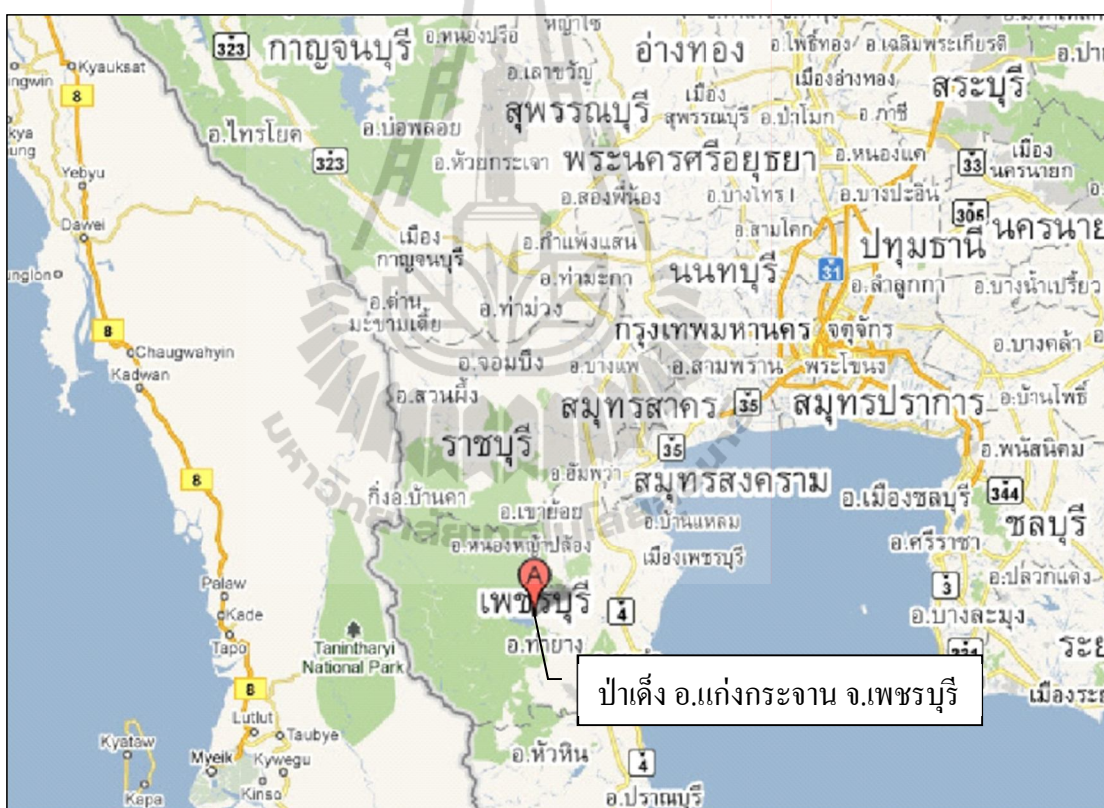 323
กาญจนบุรี
อ.หนองปรือ
อ่างทอง
อ.โพธิ์ทอง
อ.เฉลิมพระเกียรติ
Kyauksat
8
อ.เลาขวัญ
เมืองอ่างทอง
สระบุรี
สุพรรณบุรี
เมือง
สุพรรณบุรี
อ.ป่าโมก
อ.ภาชี
อ.ไทรโยค
อ.บ่อพลอย
323
อ.ห้วยกระเจา
พระนครศรีอยุธยา
อ.หนองแค
33
เมือง
นครนายก
Yebyu
อ.สองพี่น้อง
อ.บางไทร
อ.บางปะอิน
305
นครนาย
Dawei
เมือง
กาญจนบุรี
อ.กำแพงแสน
อ.สามโคก
ปทุมธานี
นนทบุรี
31
อ.ท่ามะกา
อ.ลำลูกกา
อ.บางน้ำเปรี้ยว
อ.ด่าน
มะขามเตี้ย
อ.ท่าม่วง
8
กรุงเทพมหานคร
จตุจักร
อ.บางคล้า
Chaugwahyin
Kadwan
อ.จอมบึง
อ.บางแพ
อ.สามพราน
พระโขนง
อ.สวนผึ้ง
สมุทรสาคร
35
สมุทรปราการ
อ.บ้านโพธิ์
ราชบุรี
35
อ.พนัสนิคม
8
อ.อัมพวา
สมุทรสงคราม
กิ่งอ.บ้านคา
อ.เขาย้อย
อ.บ้านแหลม
อ.เมืองชลบุรี
344
ชลบุรี
อ.หนองหญ้าปล้อง
เมืองเพชรบุรี
อ.ศรีราชา
A
Palaw
เพชรบุรี
4
3
อ.ปลวกแดง
Kade
อ.บางละมุง
Tapo
Tanintharyi
National Park
อ.ท่ายาง
331
ป่าเด็ง อ.แก่งกระจาน จ.เพชรบุรี
8
Lutlut
Taubye
Kyataw
Myeik
Kywegu
อ.หัวหิน
4
Kapa
Kinso
อ.ปราณบุรี